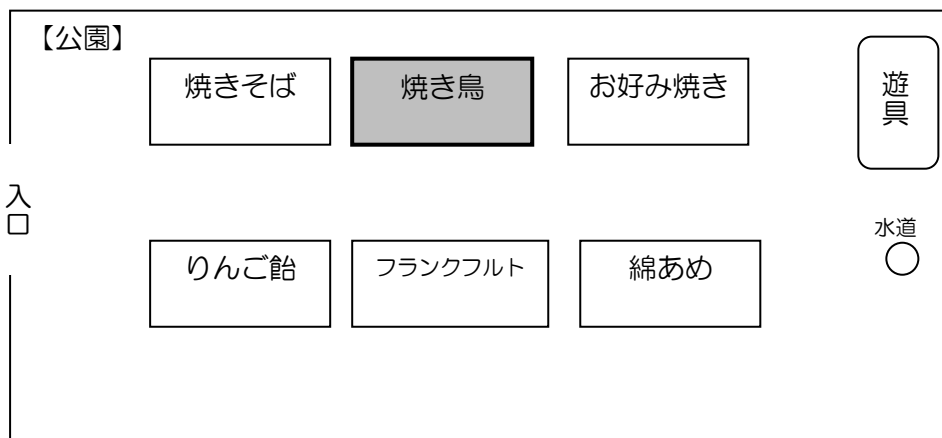 【公園】
焼きそば
焼き鳥
お好み焼き
遊具
入口
水道
りんご飴
フランクフルト
綿あめ